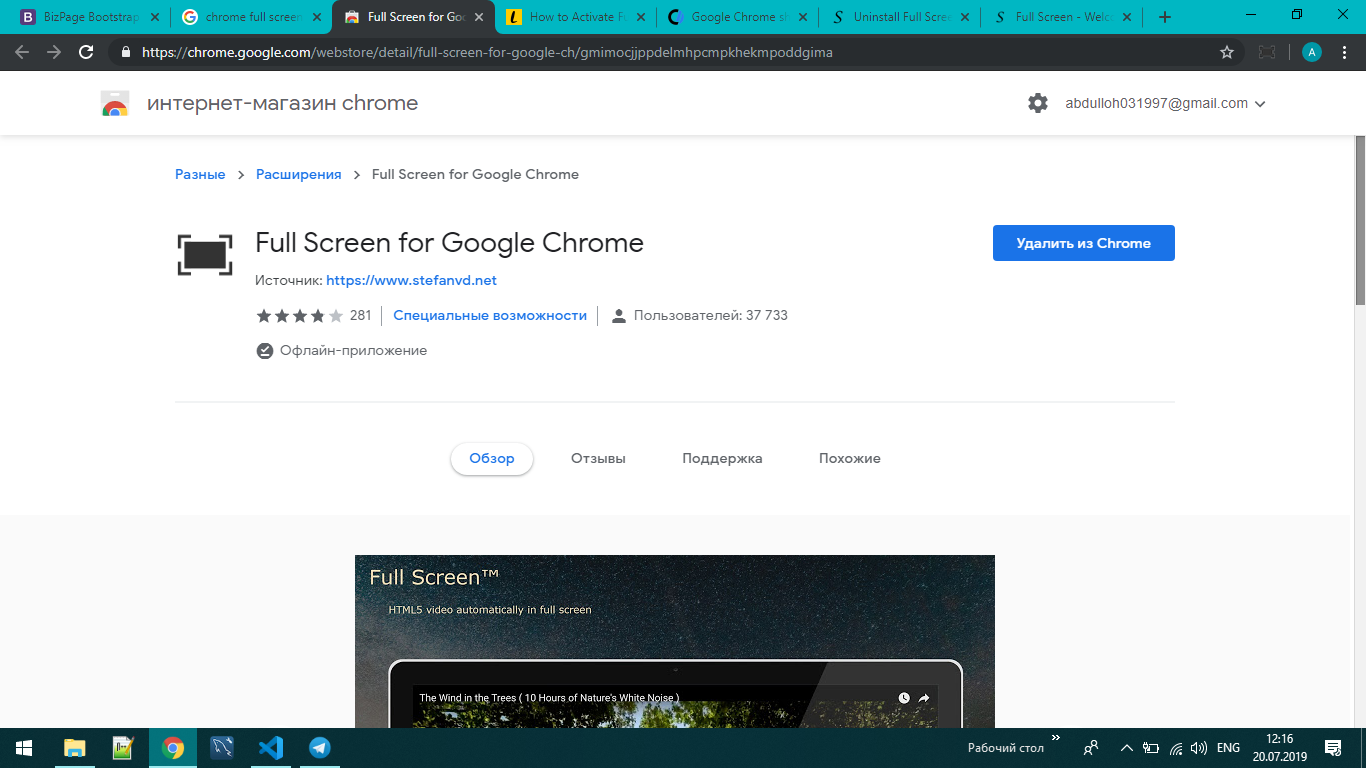 BizPage Bootstrap
chrome full screen
Full Screen for Goo
How to Activate Fu
Google Chrome sh
Uninstall Full Scree
Full Screen - Welc
https://chrome.google.com/webstore/detail/full-screen-for-google-ch/gmimocjjppdelmhpcmpkhekmpoddgima
A
интернет-магазин chrome
abdulloh031997@gmail.com
Разные > Расширения > Full Screen for Google Chrome
Full Screen for Google Chrome
Удалить из Chrome
Источник: https://www.stefanvd.net
281
Специальные возможности
Пользователей: 37 733
Офлайн-приложение
Обзор
Отзывы
Поддержка
Похожие
Full Screen™
HTML5 video automatically in full screen
The Wind in the Trees ( 10 Hours of Nature's White Noise )
Рабочий стол
ENG
12:16
20.07.2019